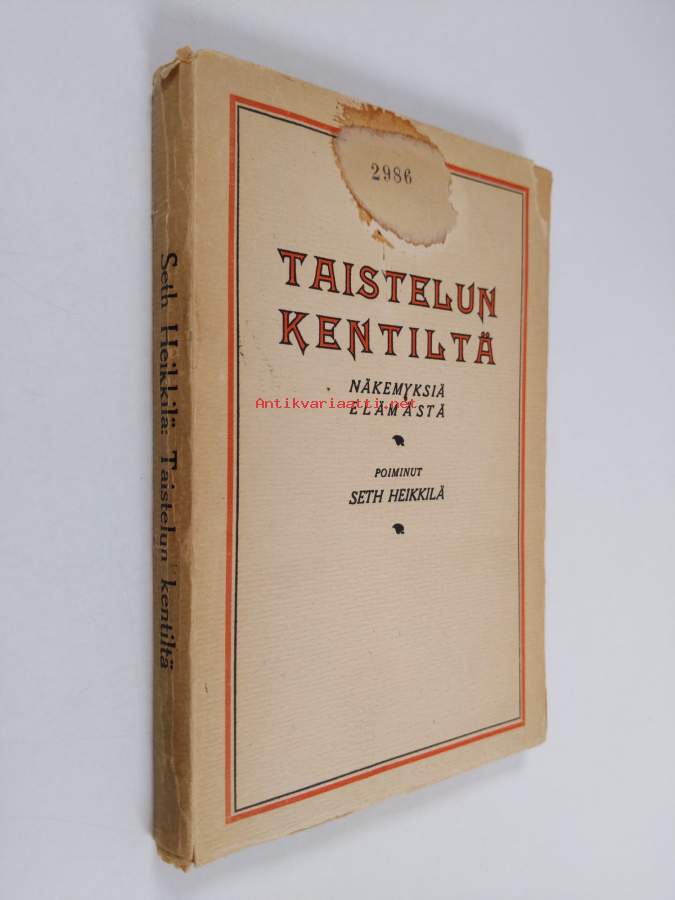 2986
TAISTELUN
KENTILTÄ
NÄKEMYKSIÄ
Antikvariaatti.net
ELÄMÄSTÄ
POIMINUT
SETH HEIKKILÄ
Seth Heikkilä: Taistelun kentiltä